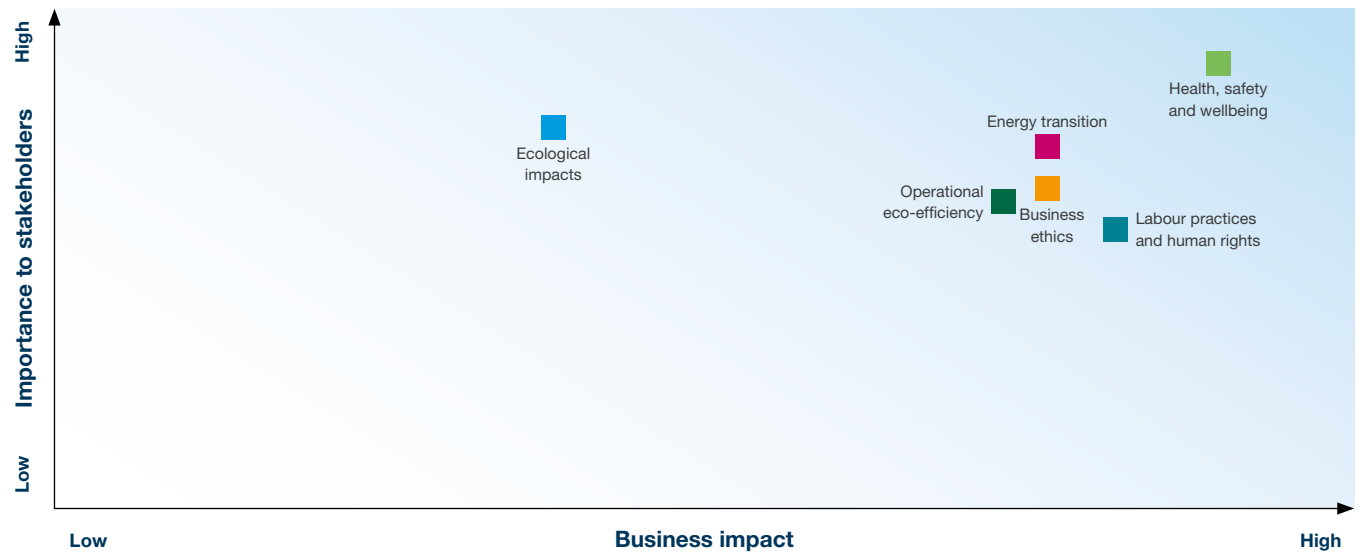 High
Importance to stakeholders
Low
Health, safety
and wellbeing
Energy transition
Ecological
impacts
Operational
eco-efficiency
Business
ethics
Labour practices
and human rights
Low
Business impact
High